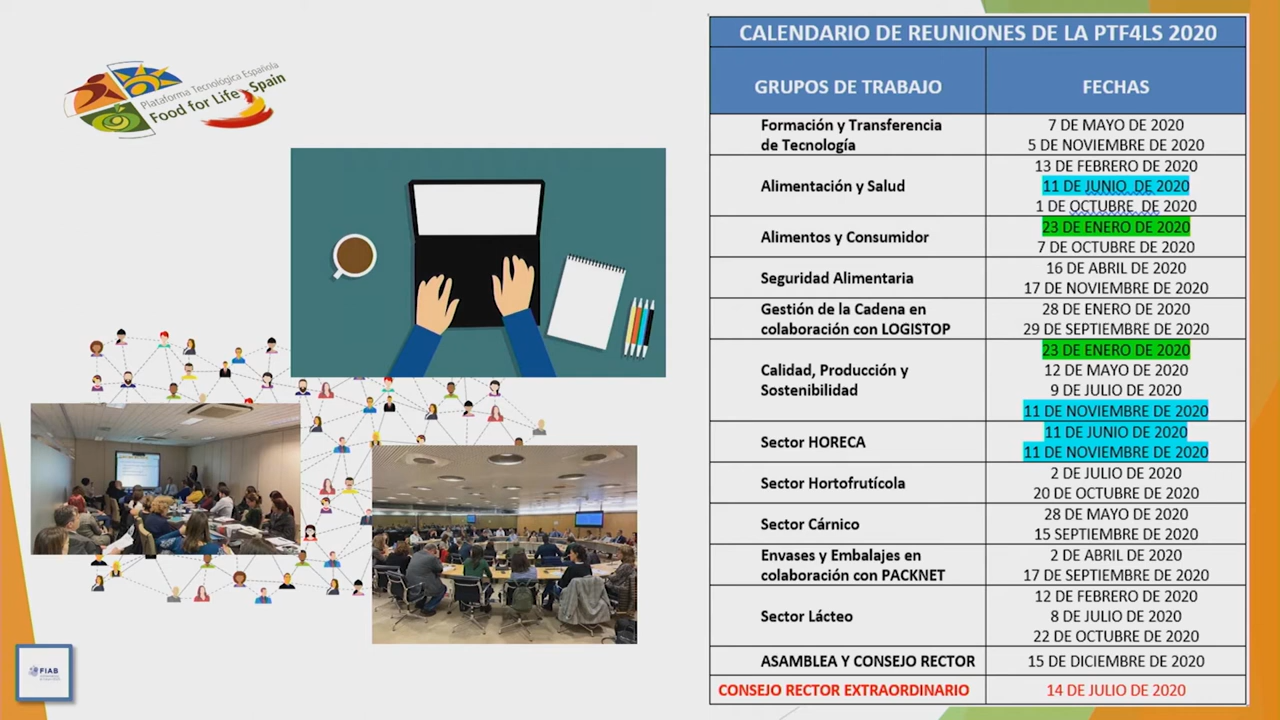 Plataforma Tecnológica Española
Food for Life Spain
CALENDARIO DE REUNIONES DE LA PTF4LS 2020
GRUPOS DE TRABAJO
FECHAS
Formación y Transferencia
de Tecnología
7 DE MAYO DE 2020
5 DE NOVIEMBRE DE 2020
Alimentación y Salud
13 DE FEBRERO DE 2020
11 DE JUNIO DE 2020
1 DE OCTUBRE DE 2020
Alimentos y Consumidor
23 DE ENERO DE 2020
7 DE OCTUBRE DE 2020
Seguridad Alimentaria
16 DE ABRIL DE 2020
17 DE NOVIEMBRE DE 2020
Gestión de la Cadena en
colaboración con LOGISTOP
28 DE ENERO DE 2020
29 DE SEPTIEMBRE DE 2020
Calidad, Producción y
Sostenibilidad
23 DE ENERO DE 2020
12 DE MAYO DE 2020
9 DE JULIO DE 2020
11 DE NOVIEMBRE DE 2020
Sector HORECA
11 DE JUNIO DE 2020
11 DE NOVIEMBRE DE 2020
Sector Hortofrutícola
2 DE JULIO DE 2020
20 DE OCTUBRE DE 2020
Sector Cárnico
28 DE MAYO DE 2020
15 SEPTIEMBRE DE 2020
Envases y Embalajes en
colaboración con PACKNET
2 DE ABRIL DE 2020
17 DE SEPTIEMBRE DE 2020
Sector Lácteo
12 DE FEBRERO DE 2020
8 DE JULIO DE 2020
22 DE OCTUBRE DE 2020
ASAMBLEA Y CONSEJO RECTOR
15 DE DICIEMBRE DE 2020
CONSEJO RECTOR EXTRAORDINARIO
14 DE JULIO DE 2020
FIAB